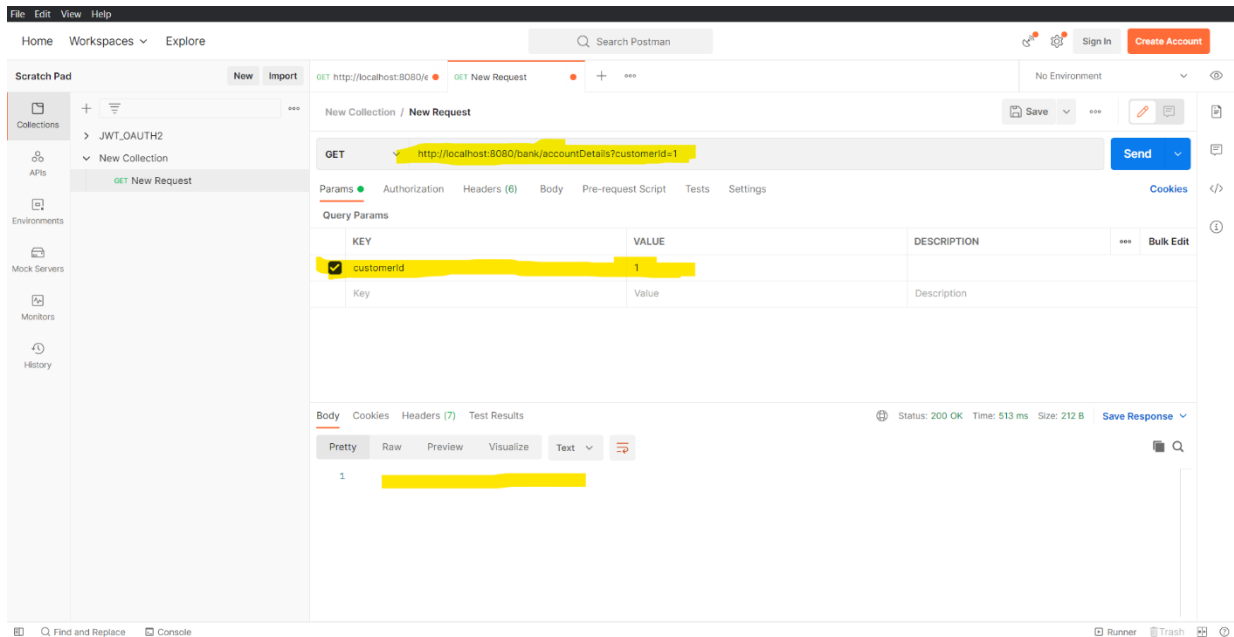 File Edit View Help
Home Workspaces Explore Search Postman Sign In Create Account
Scratch Pad New Import GET http://localhost:8080/e GET New Request No Environment
Collections
APIs
Environments
Mock Servers
Monitors
History
JWT_OAUTH2
New Collection
GET New Request
New Collection / New Request Save
GET http://localhost:8080/bank/accountDetails?customerId=1 Send
Params Authorization Headers (6) Body Pre-request Script Tests Settings Cookies
Query Params
KEY VALUE DESCRIPTION Bulk Edit
customerId 1
Key Value Description
Body Cookies Headers (7) Test Results Status: 200 OK Time: 513 ms Size: 212 B Save Response
Pretty Raw Preview Visualize Text
1
Find and Replace Console Runner Trash